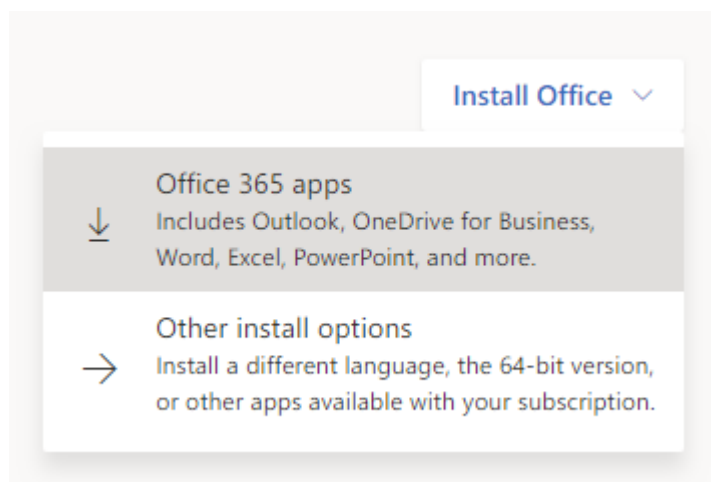 Install Office
Office 365 apps
Includes Outlook, OneDrive for Business,
Word, Excel, PowerPoint, and more.
Other install options
Install a different language, the 64-bit version,
or other apps available with your subscription.